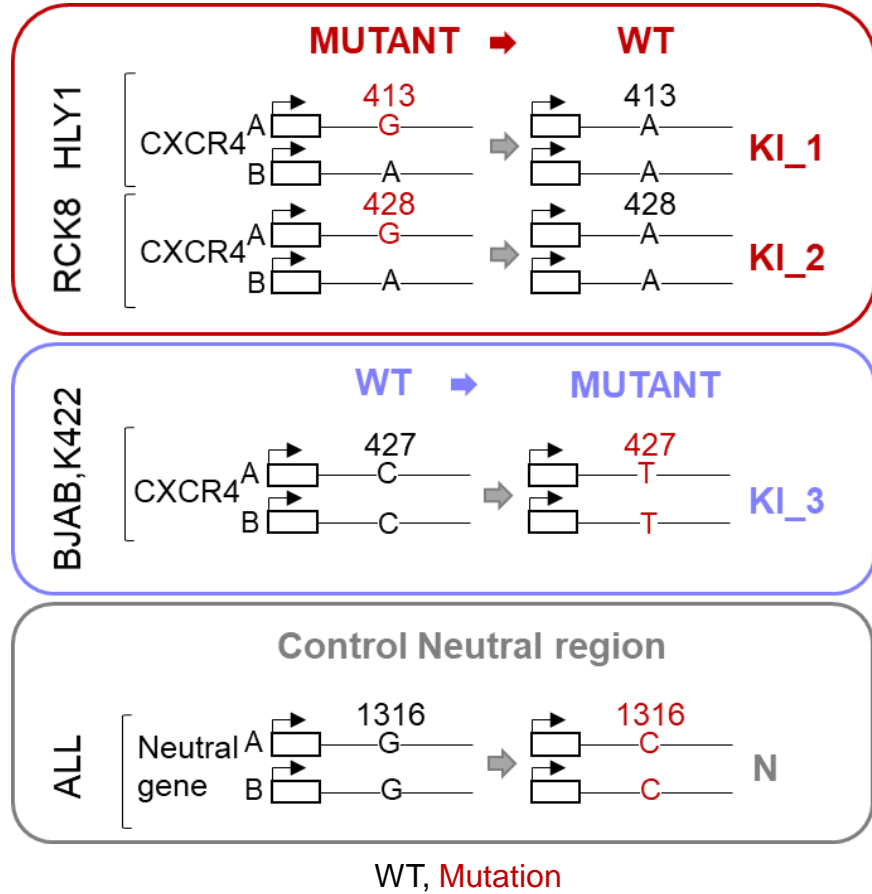 MUTANT WT
HLY1
413 413
CXCR4 A G A
B A A
KI_1
RCK8
428 428
CXCR4 A G A
B A A
KI_2
WT MUTANT
BJAB,K422
427 427
CXCR4 A C T
B C T
KI_3
Control Neutral region
ALL
1316 1316
Neutral A G C
gene B G C
N
WT, Mutation